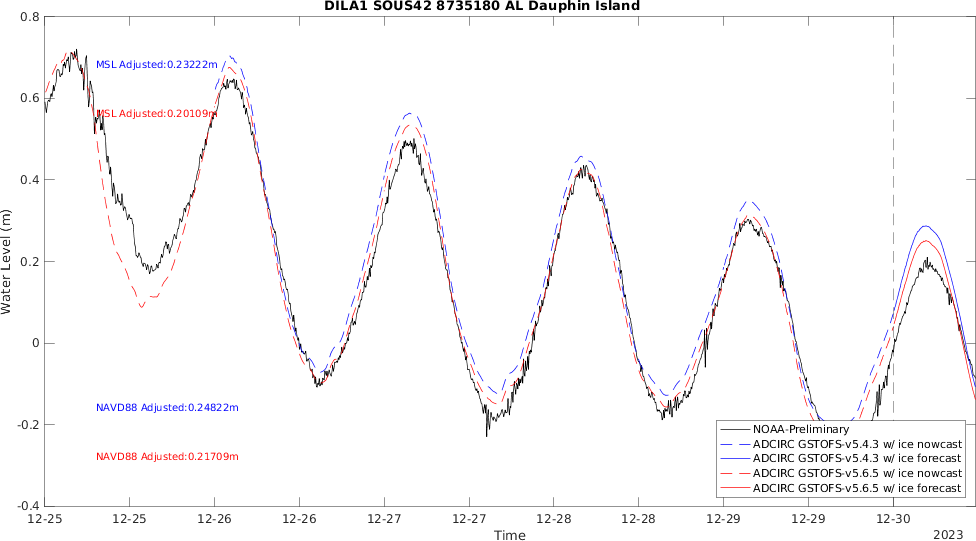 DILA1 SOUS42 8735180 AL Dauphin Island
0.8
0.6
0.4
0.2
0
-0.2
-0.4
Water Level (m)
MSL Adjusted:0.23222m
MSL Adjusted:0.20109m
NAVD88 Adjusted:0.24822m
NAVD88 Adjusted:0.21709m
NOAA-Preliminary
ADCIRC GSTOFS-v5.4.3 w/ ice nowcast
ADCIRC GSTOFS-v5.4.3 w/ ice forecast
ADCIRC GSTOFS-v5.6.5 w/ ice nowcast
ADCIRC GSTOFS-v5.6.5 w/ ice forecast
12-25 12-25 12-26 12-26 12-27 12-27 12-28 12-28 12-29 12-29 12-30
Time
2023